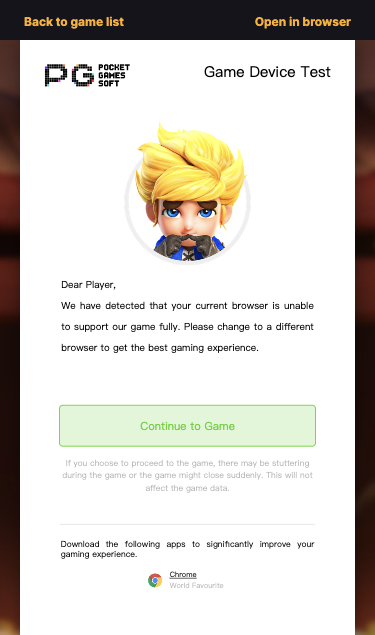 Back to game list
Open in browser
POCKET
GAMES
SOFT
PG
Game Device Test
Dear Player,
We have detected that your current browser is unable
to support our game fully. Please change to a different
browser to get the best gaming experience.
Continue to Game
If you choose to proceed to the game, there may be stuttering
during the game or the game might close suddenly. This will not
affect the game data.
Download the following apps to significantly improve your
gaming experience.
Chrome
World Favourite